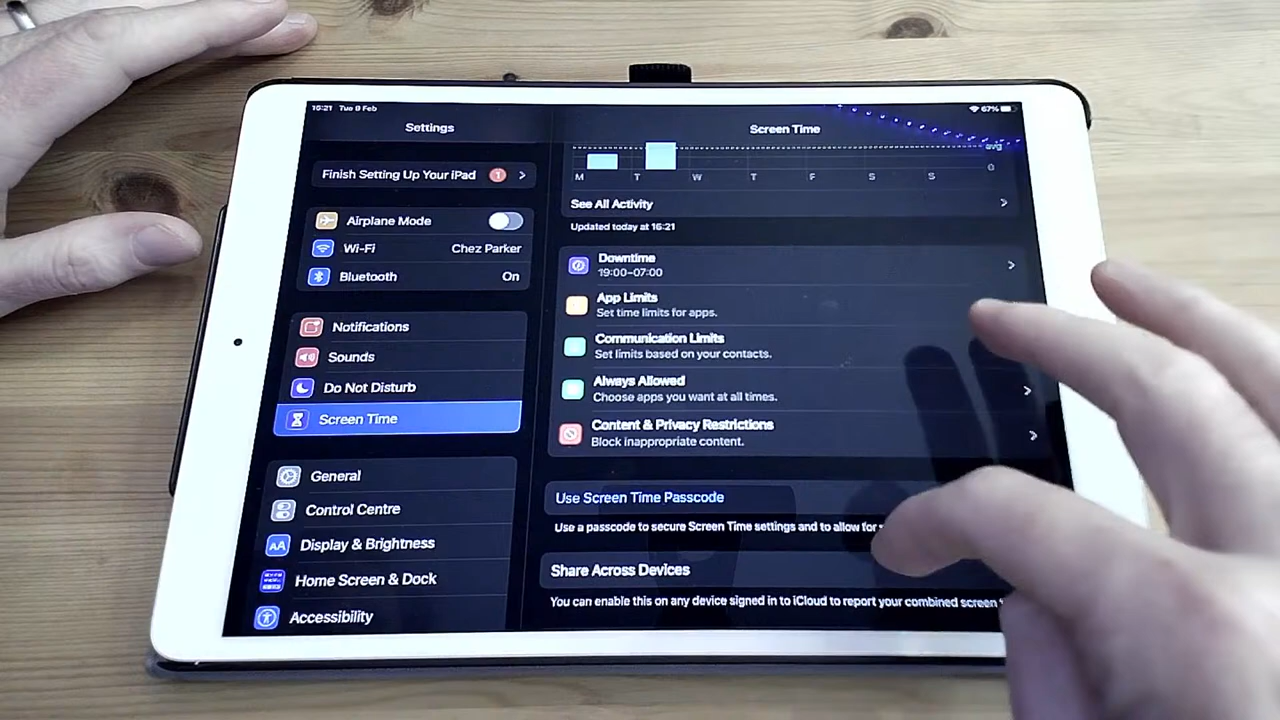 16:21 Tue 9 Feb
67%
Settings
Finish Setting Up Your iPad 1
Airplane Mode
Wi-Fi Chez Parker
Bluetooth On
Notifications
Sounds
Do Not Disturb
Screen Time
General
Control Centre
AA Display & Brightness
Home Screen & Dock
Accessibility
Screen Time
avg
0
M T W T F S S
See All Activity
Updated today at 16:21
Downtime
19:00–07:00
App Limits
Set time limits for apps.
Communication Limits
Set limits based on your contacts.
Always Allowed
Choose apps you want at all times.
Content & Privacy Restrictions
Block inappropriate content.
Use Screen Time Passcode
Use a passcode to secure Screen Time settings and to allow for
Share Across Devices
You can enable this on any device signed in to iCloud to report your combined screen